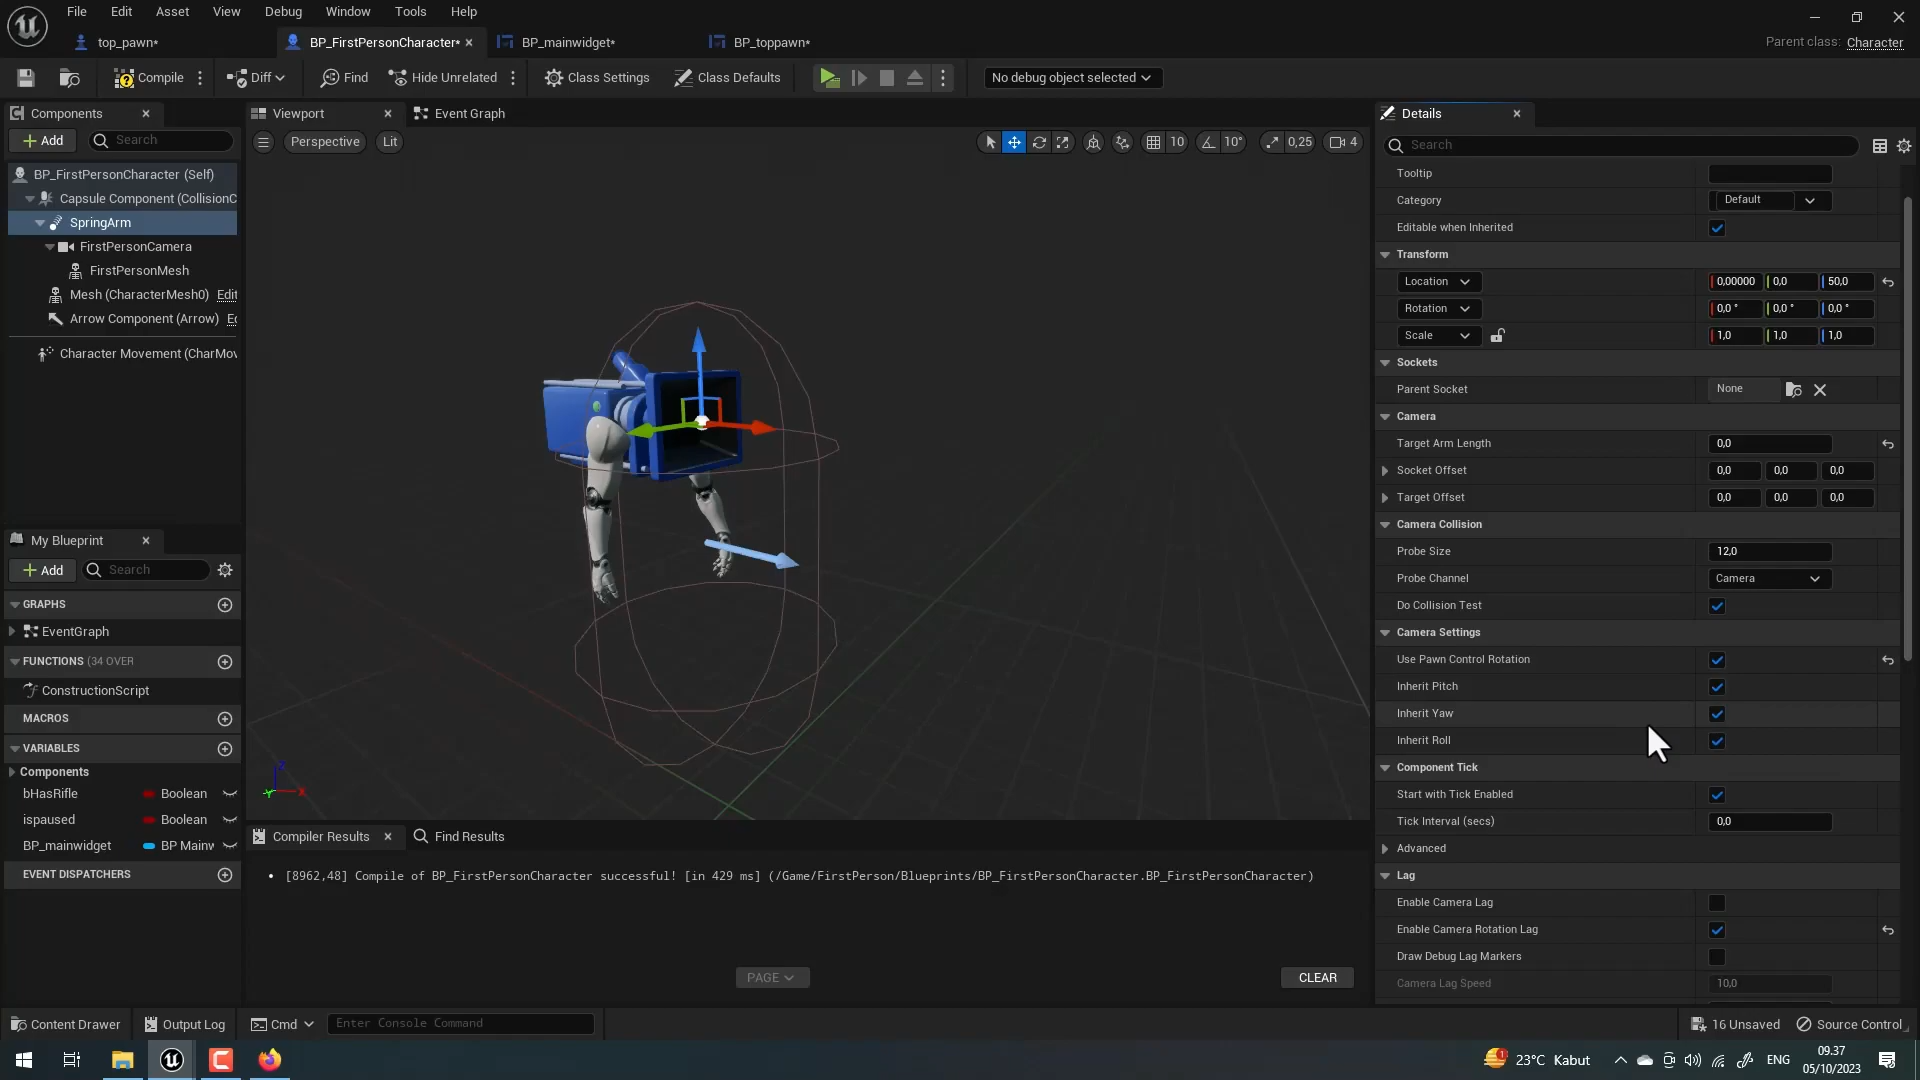 File Edit Asset View Debug Window Tools Help
top_pawn*
BP_FirstPersonCharacter*
BP_mainwidget*
BP_toppawn*
Parent class: Character
Compile
Diff
Find
Hide Unrelated
Class Settings
Class Defaults
No debug object selected
Components
Add
Search
BP_FirstPersonCharacter (Self)
Capsule Component (CollisionC
SpringArm
FirstPersonCamera
FirstPersonMesh
Mesh (CharacterMesh0) Edit
Arrow Component (Arrow)
Character Movement (CharMov
My Blueprint
Add
Search
GRAPHS
EventGraph
FUNCTIONS (34 OVER
ConstructionScript
MACROS
VARIABLES
Components
bHasRifle Boolean
ispaused Boolean
BP_mainwidget BP Mainw
EVENT DISPATCHERS
Viewport
Event Graph
Perspective
Lit
10
10°
0,25
4
Z
Y
X
Compiler Results
Find Results
• [8962,48] Compile of BP_FirstPersonCharacter successful! [in 429 ms] (/Game/FirstPerson/Blueprints/BP_FirstPersonCharacter.BP_FirstPersonCharacter)
PAGE
CLEAR
Details
Search
Tooltip
Category Default
Editable when Inherited
Transform
Location 0,00000 0,0 50,0
Rotation 0,0 ° 0,0 ° 0,0 °
Scale 1,0 1,0 1,0
Sockets
Parent Socket None
Camera
Target Arm Length 0,0
Socket Offset 0,0 0,0 0,0
Target Offset 0,0 0,0 0,0
Camera Collision
Probe Size 12,0
Probe Channel Camera
Do Collision Test
Camera Settings
Use Pawn Control Rotation
Inherit Pitch
Inherit Yaw
Inherit Roll
Component Tick
Start with Tick Enabled
Tick Interval (secs) 0,0
Advanced
Lag
Enable Camera Lag
Enable Camera Rotation Lag
Draw Debug Lag Markers
Camera Lag Speed 10,0
Content Drawer
Output Log
Cmd
Enter Console Command
16 Unsaved
Source Control
1
23°C Kabut
ENG
09.37
05/10/2023